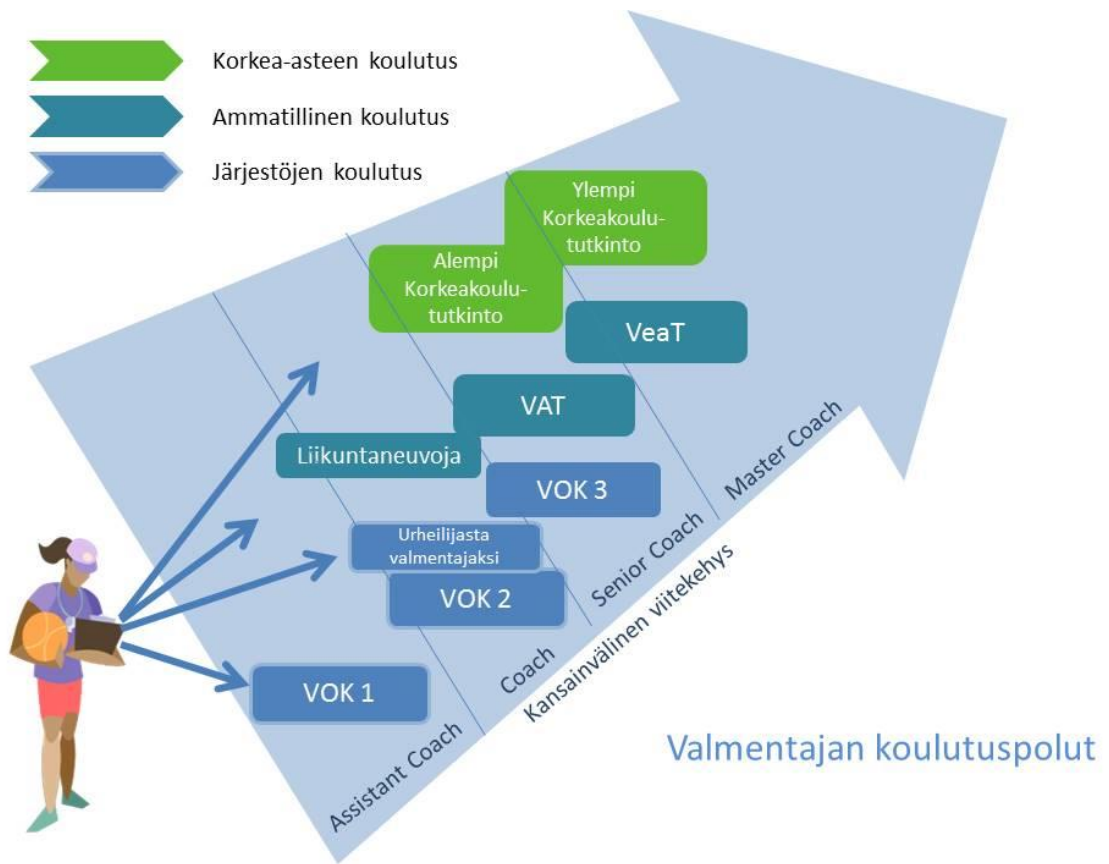 Korkea-asteen koulutus
Ammatillinen koulutus
Järjestöjen koulutus
Ylempi
Korkeakoulu-
tutkinto
Alempi
Korkeakoulu-
tutkinto
VeaT
VAT
Liikuntaneuvoja
VOK 3
Urheilijasta
valmentajaksi
VOK 2
VOK 1
Assistant Coach
Coach
Senior Coach
Master Coach
Kansainvälinen viitekehys
Valmentajan koulutuspolut